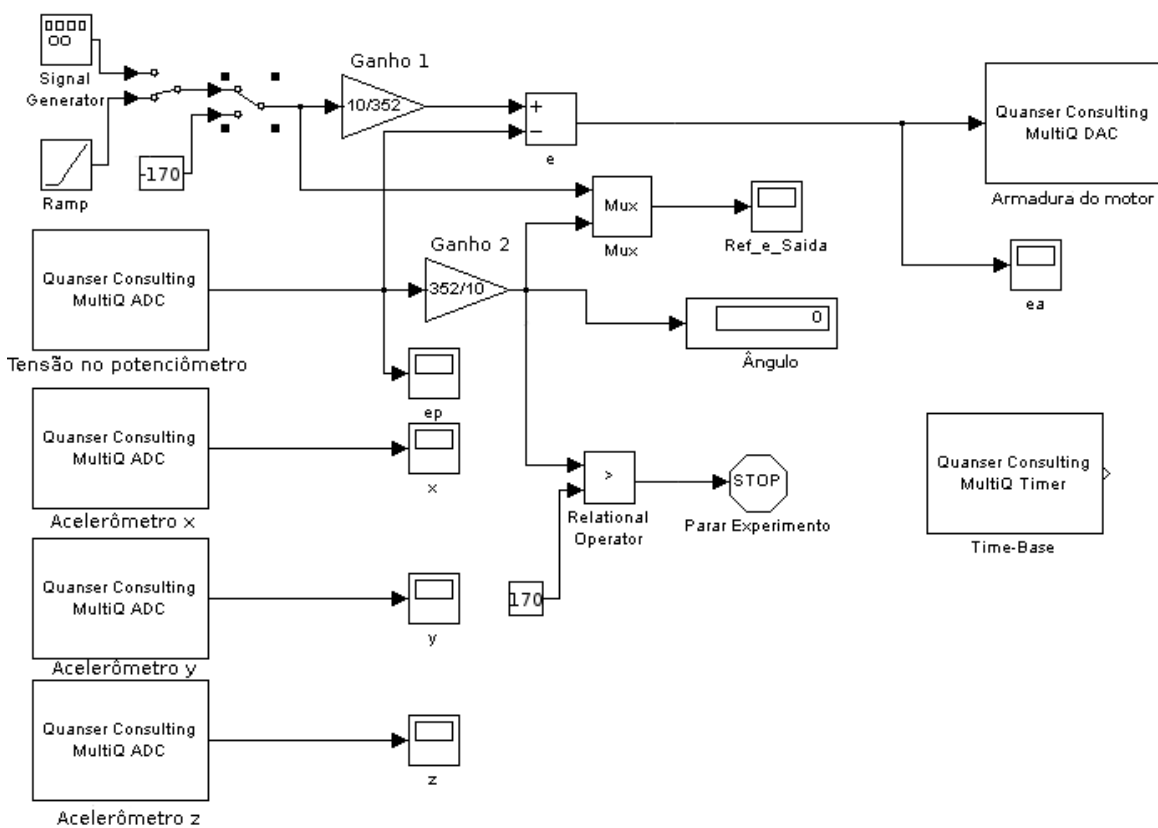 Signal
Generator
Ramp
-170
Ganho 1
10/352
+
−
e
Quanser Consulting
MultiQ DAC
Armadura do motor
Mux
Mux
Ref_e_Saida
ea
Quanser Consulting
MultiQ ADC
Tensão no potenciômetro
Ganho 2
352/10
0
Ângulo
ep
Quanser Consulting
MultiQ ADC
Acelerômetro x
x
>
Relational
Operator
STOP
Parar Experimento
Quanser Consulting
MultiQ Timer
Time-Base
170
Quanser Consulting
MultiQ ADC
Acelerômetro y
y
Quanser Consulting
MultiQ ADC
Acelerômetro z
z